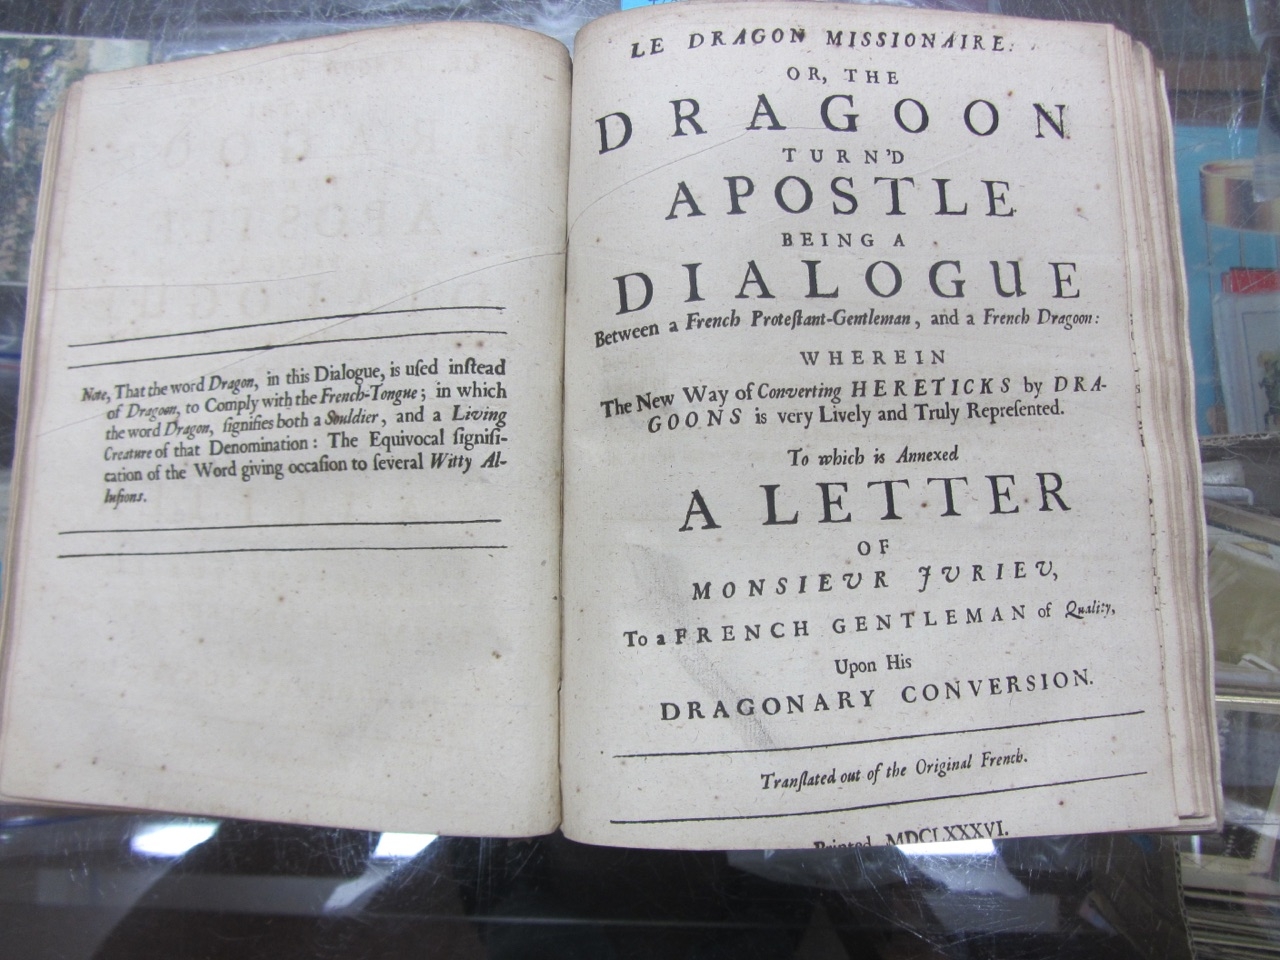 Note, That the word Dragon, in this Dialogue, is uſed inſtead
of Dragoon, to Comply with the French-Tongue; in which
the word Dragon, ſignifies both a Souldier, and a Living
Creature of that Denomination: The Equivocal ſignifi-
cation of the Word giving occaſion to ſeveral Witty Al-
luſions.
LE DRAGON MISSIONAIRE:
OR, THE
DRAGOON
TURN'D
APOSTLE
BEING A
DIALOGUE
Between a French Proteſtant-Gentleman, and a French Dragoon:
WHEREIN
The New Way of Converting HERETICKS by DRA-
GOONS is very Lively and Truly Repreſented.
To which is Annexed
A LETTER
OF
MONSIEVR JVRIEV,
To a FRENCH GENTLEMAN of Quality,
Upon His
DRAGONARY CONVERSION.
Tranſlated out of the Original French.
Printed, MDCLXXXVI.